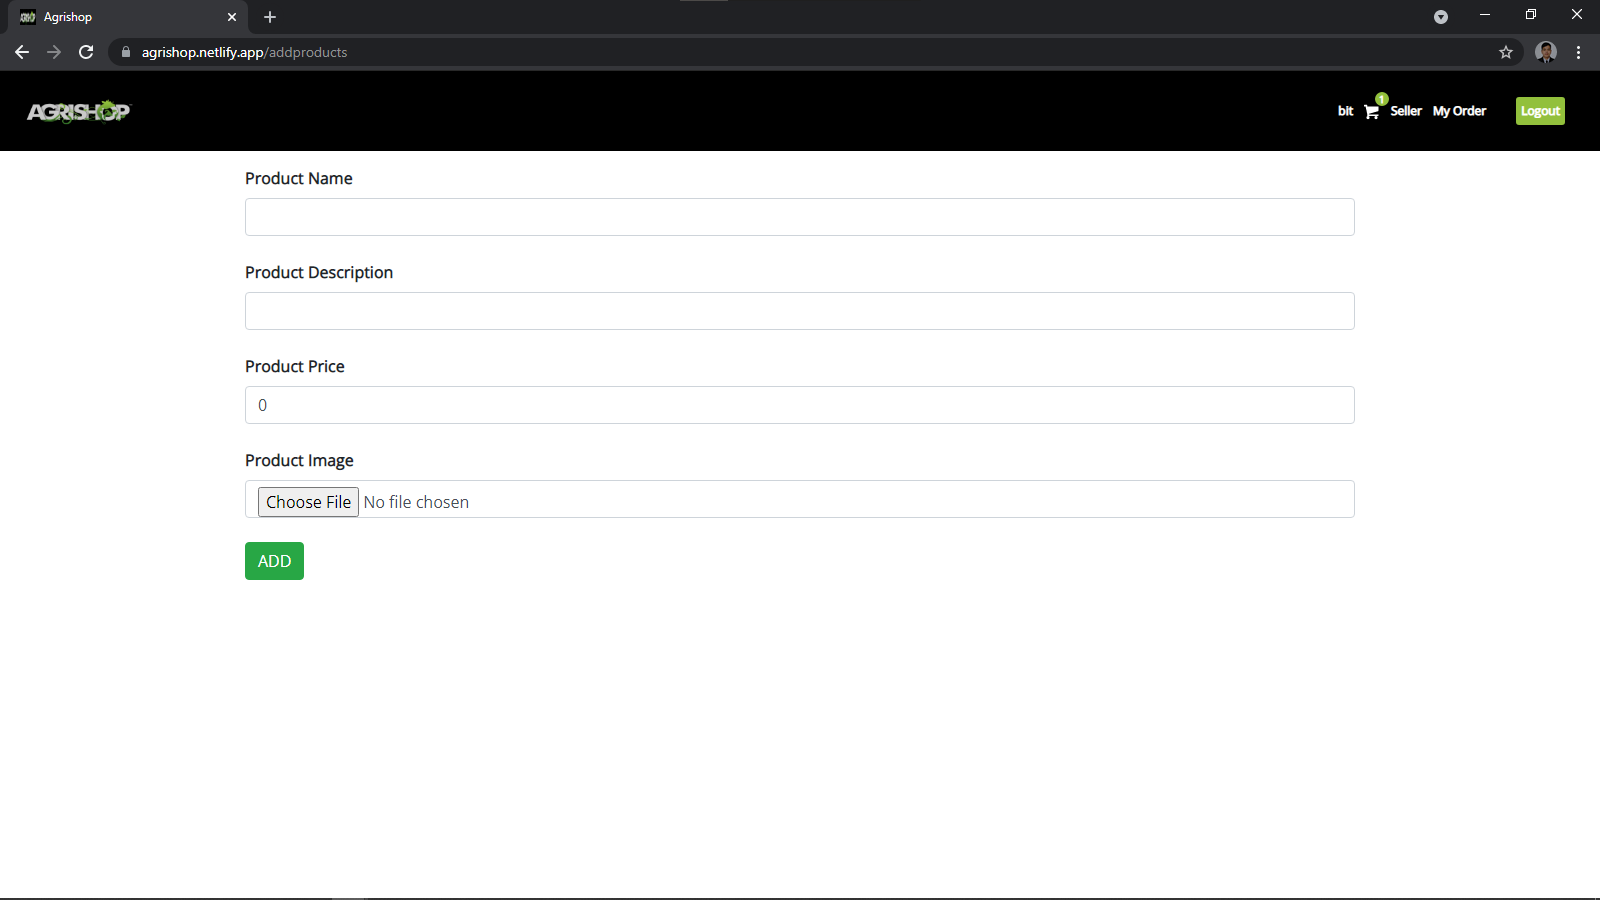 Agrishop
agrishop.netlify.app/addproducts
AGRISHOP
bit 1 Seller My Order Logout
Product Name
Product Description
Product Price
0
Product Image
Choose File No file chosen
ADD